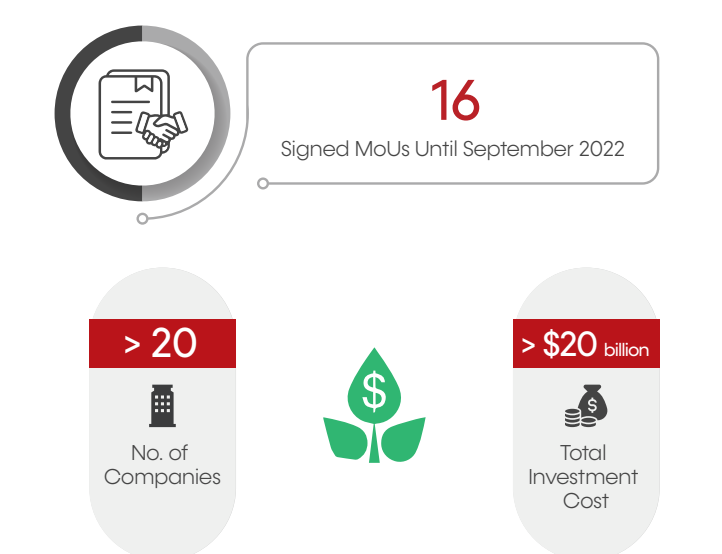 16
Signed MoUs Until September 2022
> 20
No. of
Companies
$
> $20 billion
$
Total
Investment
Cost